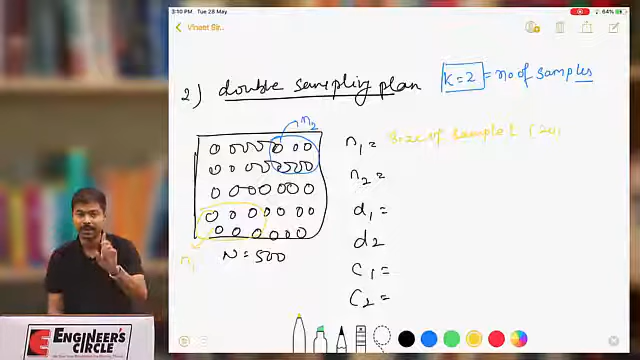 3:10 PM Tue 28 May
64%
Vineet Sir...
2) double sampling plan
K=2 = no of samples
n2
n1 = size of sample 1 (20,
n2 =
d1 =
d2
C1 =
C2 =
n1
N = 500
ENGINEER'S
CIRCLE